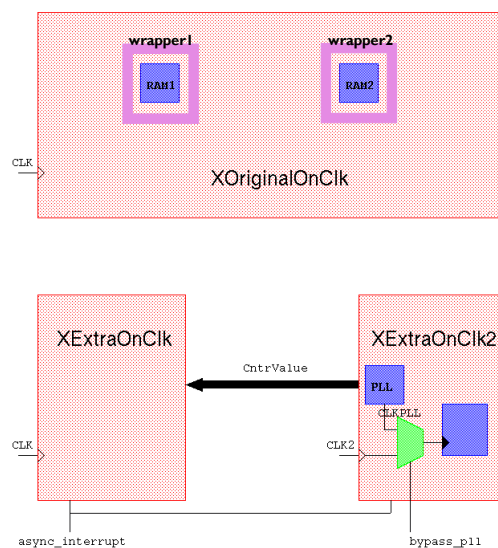 wrapper1
wrapper2
RAM1
RAM2
CLK
XOriginalOnClk
XExtraOnClk
XExtraOnClk2
CntrValue
PLL
CLKPLL
CLK
CLK2
async_interrupt
bypass_pll